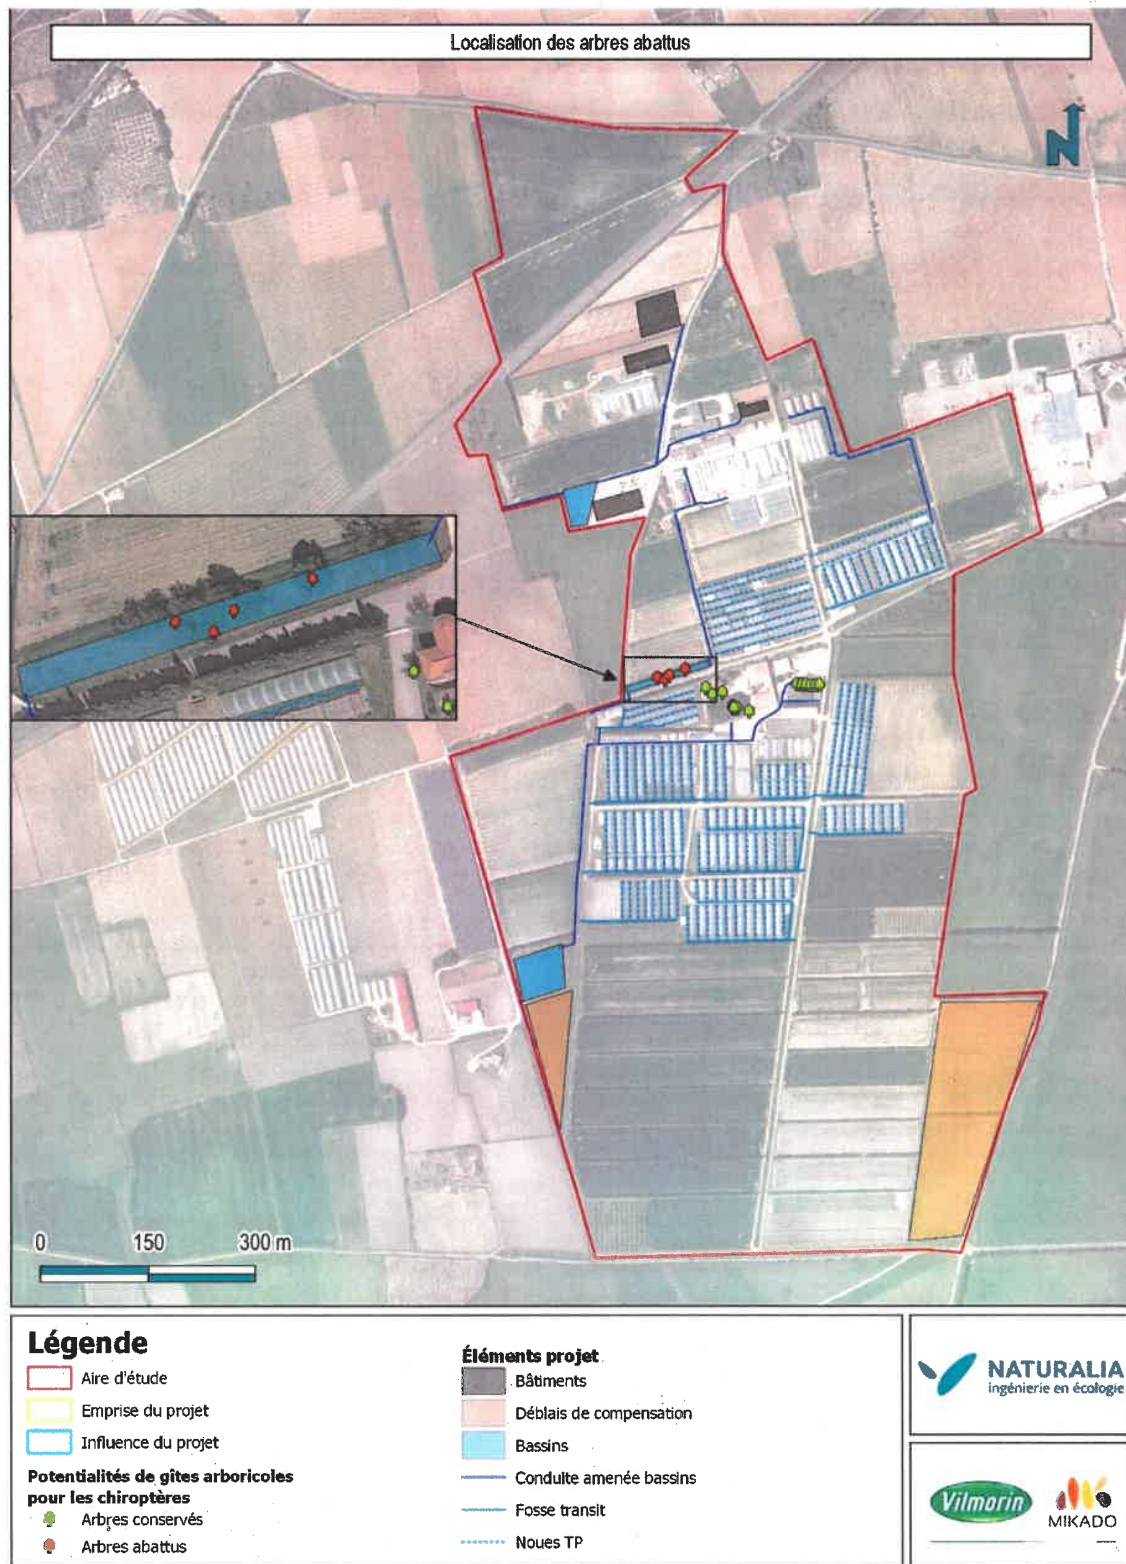 Localisation des arbres abattus
N
0 150 300 m
Légende
Aire d'étude
Emprise du projet
Influence du projet
Potentialités de gîtes arboricoles
pour les chiroptères
Arbres conservés
Arbres abattus
Éléments projet
Bâtiments
Déblais de compensation
Bassins
Conduite amenée bassins
Fosse transit
Noues TP
NATURALIA
ingénierie en écologie
Vilmorin
MIKADO